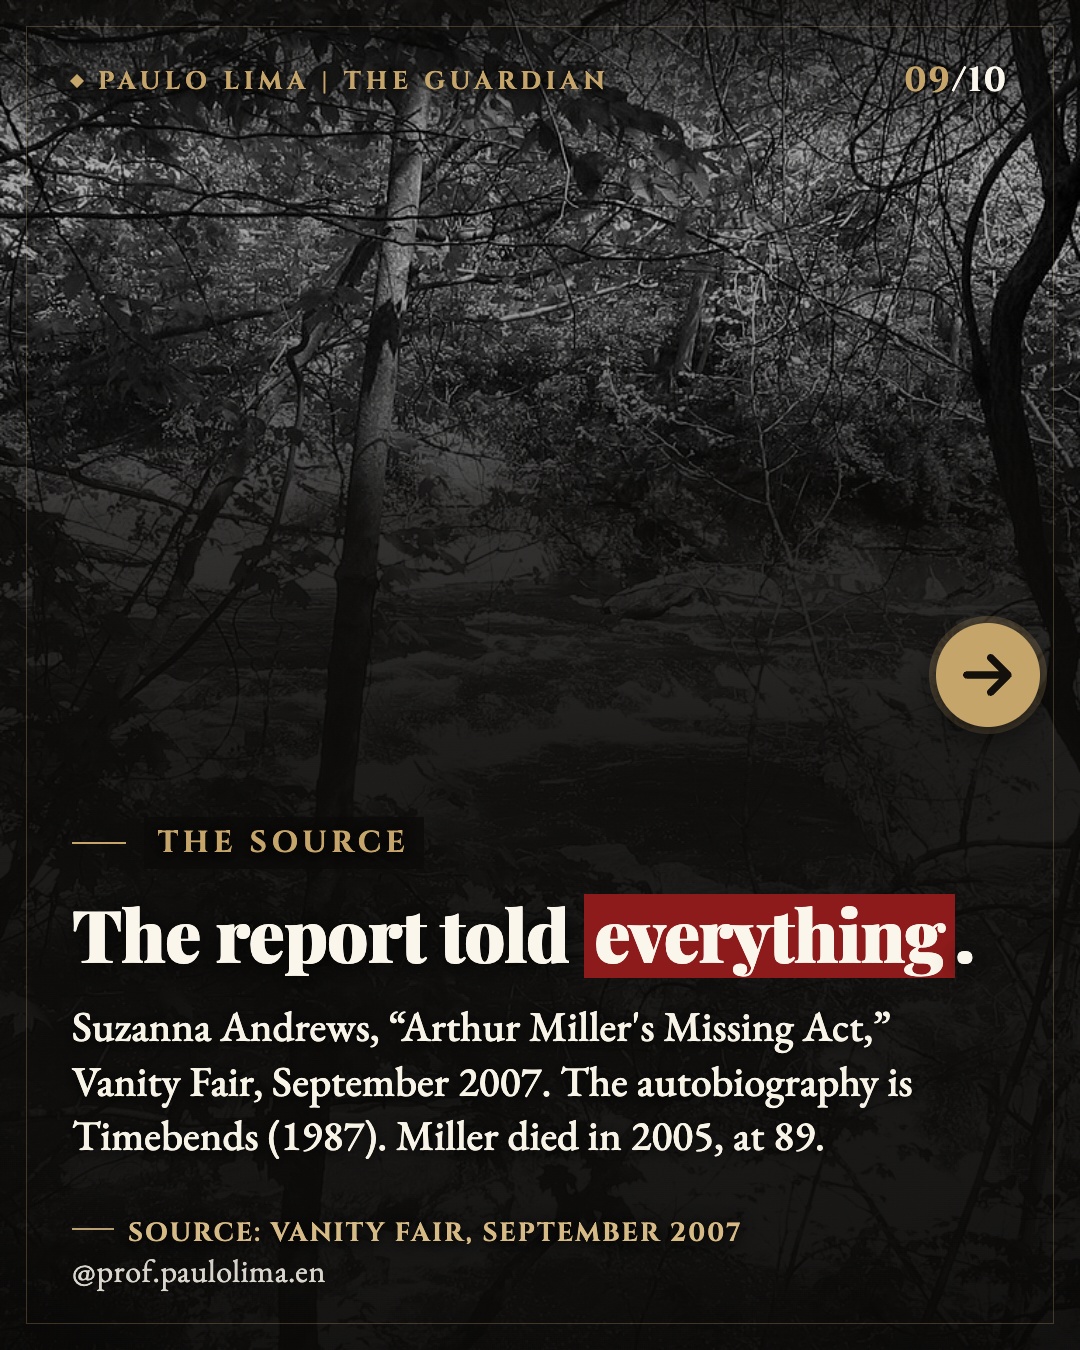 ◆ PAULO LIMA | THE GUARDIAN
09/10
THE SOURCE
The report told everything.
Suzanna Andrews, “Arthur Miller's Missing Act,”
Vanity Fair, September 2007. The autobiography is
Timebends (1987). Miller died in 2005, at 89.
SOURCE: VANITY FAIR, SEPTEMBER 2007
@prof.paulolima.en